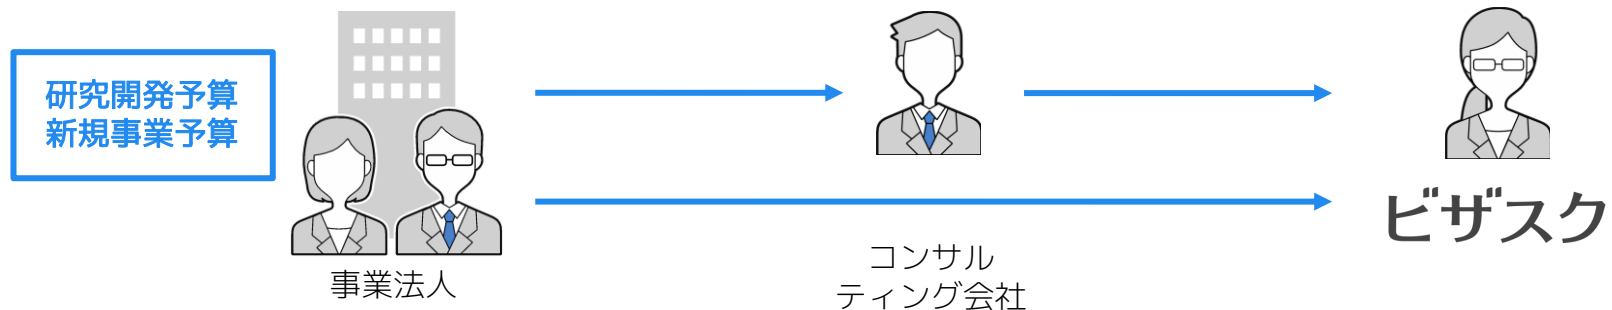 研究開発予算
新規事業予算
事業法人
コンサル
ティング会社
ビザスク